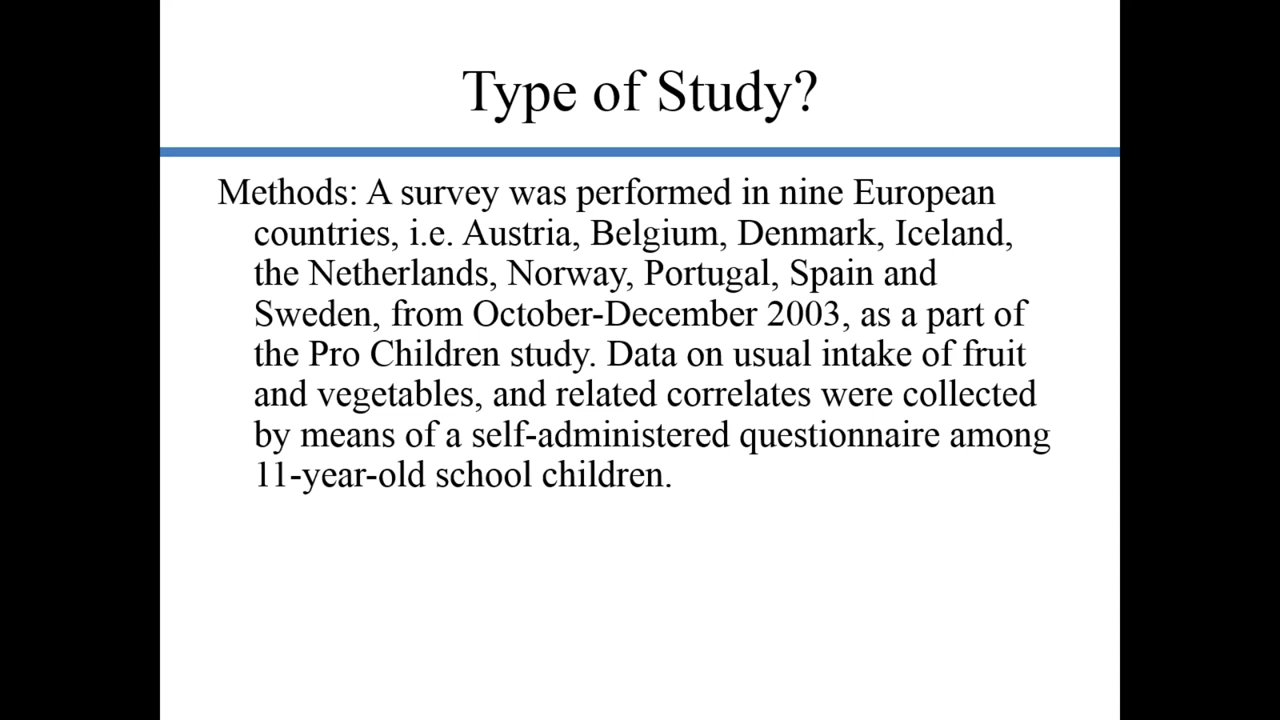 Type of Study?
Methods: A survey was performed in nine European
countries, i.e. Austria, Belgium, Denmark, Iceland,
the Netherlands, Norway, Portugal, Spain and
Sweden, from October-December 2003, as a part of
the Pro Children study. Data on usual intake of fruit
and vegetables, and related correlates were collected
by means of a self-administered questionnaire among
11-year-old school children.